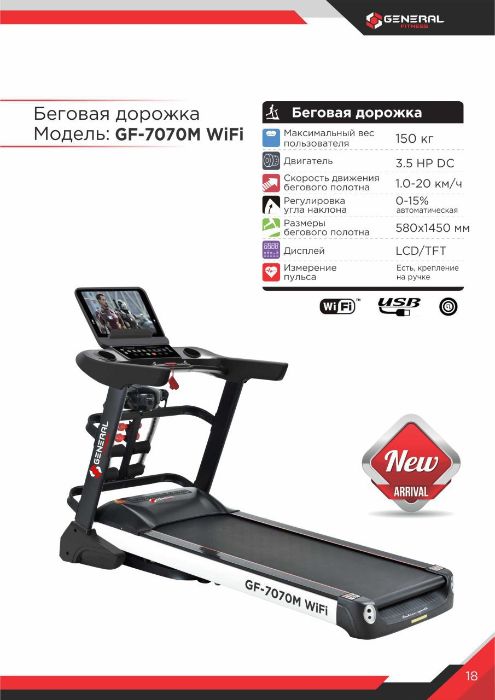 GENERAL
FITNESS
Беговая дорожка
Модель: GF-7070M WiFi
Беговая дорожка
Максимальный вес
пользователя
150 кг
Двигатель
3.5 HP DC
Скорость движения
бегового полотна
1.0-20 км/ч
Регулировка
угла наклона
0-15%
автоматическая
Размеры
бегового полотна
580x1450 мм
Дисплей
LCD/TFT
Измерение
пульса
Есть, крепление
на ручке
WiFi™
USB
GENERAL
New
ARRIVAL
GF-7070M WiFi
18